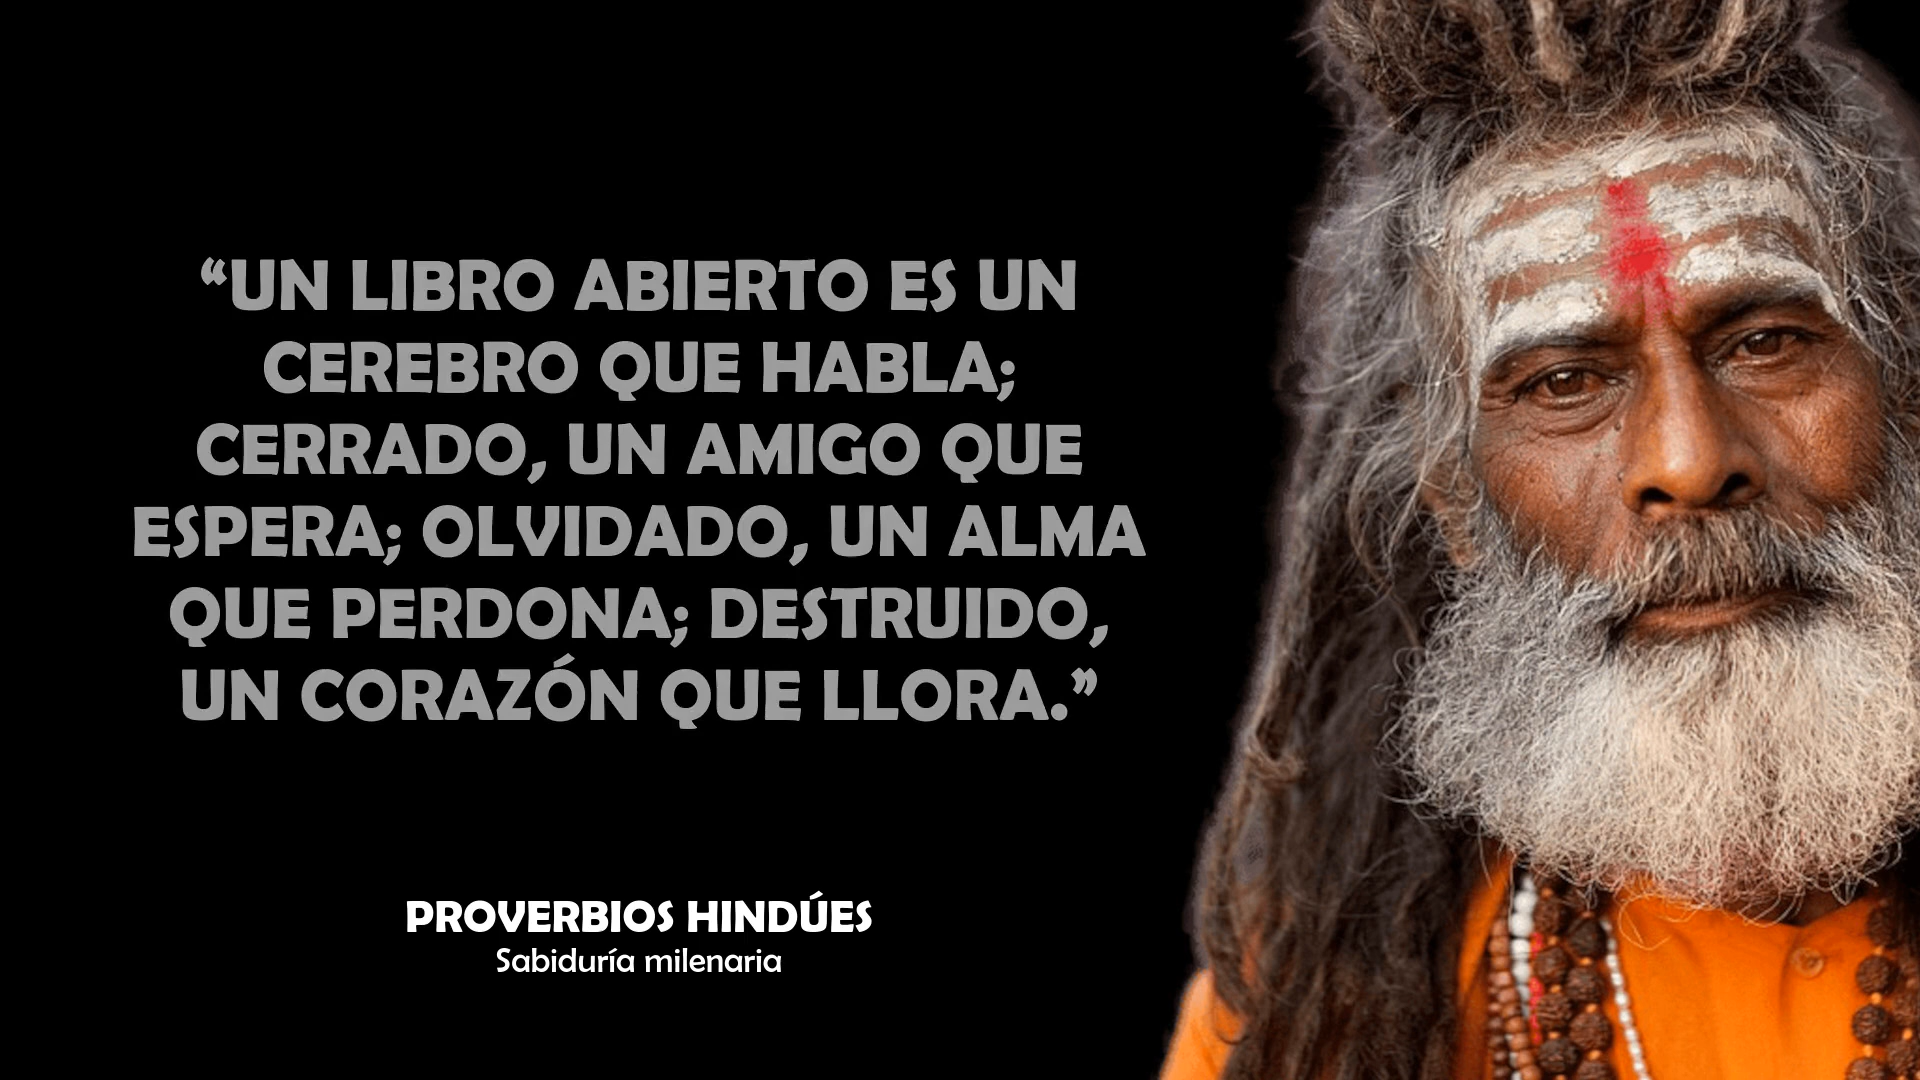 “UN LIBRO ABIERTO ES UN
CEREBRO QUE HABLA;
CERRADO, UN AMIGO QUE
ESPERA; OLVIDADO, UN ALMA
QUE PERDONA; DESTRUIDO,
UN CORAZÓN QUE LLORA.”
PROVERBIOS HINDÚES
Sabiduría milenaria